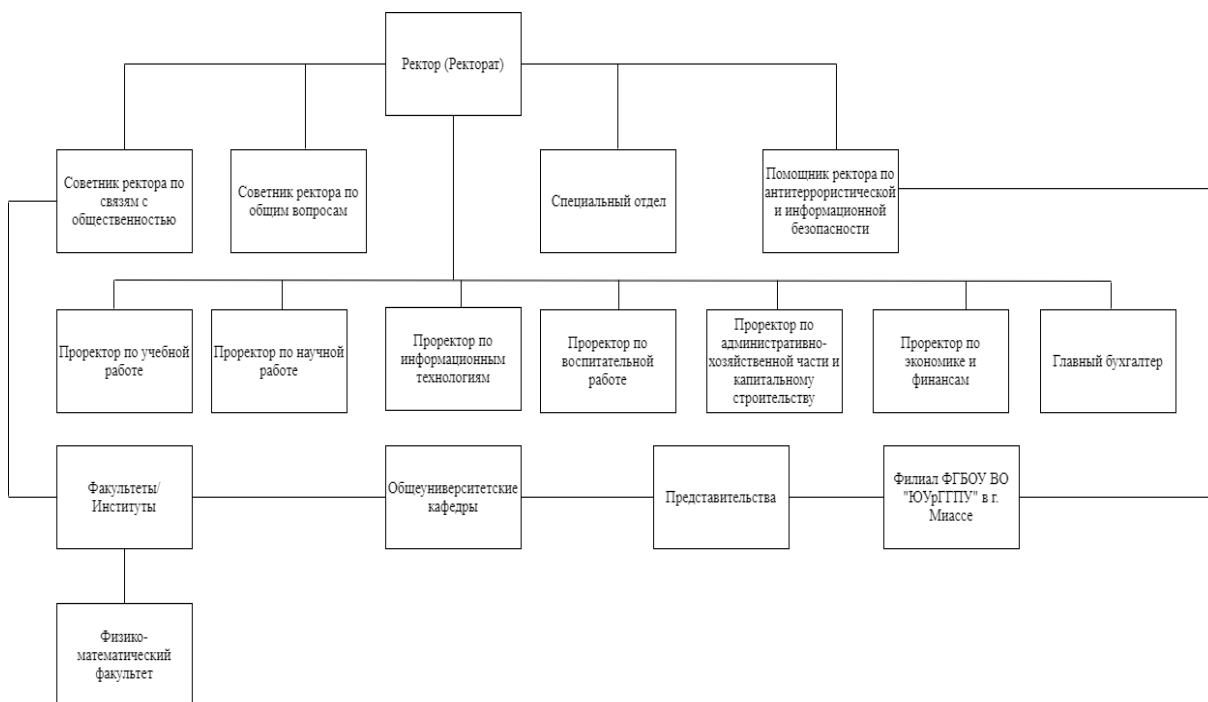 Ректор (Ректорат)
Советник ректора по
связям с
общественностью
Советник ректора по
общим вопросам
Специальный отдел
Помощник ректора по
антитеррористической
и информационной
безопасности
Проректор по учебной
работе
Проректор по научной
работе
Проректор по
информационным
технологиям
Проректор по
воспитательной
работе
Проректор по
административно-
хозяйственной части и
капитальному
строительству
Проректор по
экономике и
финансам
Главный бухгалтер
Факультеты/
Институты
Общеуниверситетские
кафедры
Представительства
Филиал ФГБОУ ВО
"ЮУрГГПУ" в г.
Миассе
Физико-
математический
факультет